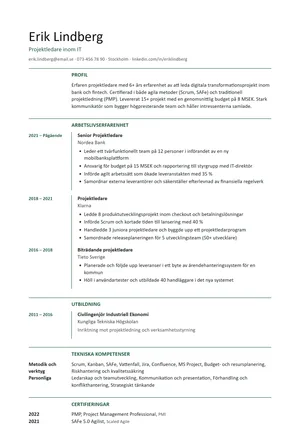 Erik Lindberg
Projektledare inom IT
erik.lindberg@email.se · 073-456 78 90 · Stockholm · linkedin.com/in/eriklindberg
PROFIL
Erfaren projektledare med 6+ års erfarenhet av att leda digitala transformationsprojekt inom
bank och fintech. Certifierad i både agila metoder (Scrum, SAFe) och traditionell
projektledning (PMP). Levererat 15+ projekt med en genomsnittlig budget på 8 MSEK. Stark
kommunikatör som bygger högpresterande team och håller intressenterna samlade.
ARBETSLIVSERFARENHET
2021 – Pågående
Senior Projektledare
Nordea Bank
• Leder ett tvärfunktionellt team på 12 personer i införandet av en ny
mobilbanksplattform
• Ansvarig för budget på 15 MSEK och rapportering till styrgrupp med IT-direktör
• Införde agilt arbetssätt som ökade leveranstakten med 35 %
• Samordnar externa leverantörer och säkerställer efterlevnad av finansiella regelverk
2018 – 2021
Projektledare
Klarna
• Ledde 8 produktutvecklingsprojekt inom checkout och betalningslösningar
• Införde Scrum och kortade tiden till lansering med 40 %
• Handledde 3 juniora projektledare och byggde upp ett projektledarprogram
• Samordnade releaseplaneringen för 5 utvecklingsteam (50+ utvecklare)
2016 – 2018
Biträdande projektledare
Tieto Sverige
• Planerade och följde upp leveranser i ett byte av ärendehanteringssystem för en
kommun
• Höll i användartester och utbildade 40 handläggare i det nya systemet
UTBILDNING
2011 – 2016
Civilingenjör Industriell Ekonomi
Kungliga Tekniska Högskolan
Inriktning mot projektledning och verksamhetsstyrning
TEKNISKA KOMPETENSER
Metodik och
verktyg
Scrum, Kanban, SAFe, Vattenfall, Jira, Confluence, MS Project, Budget- och resursplanering,
Riskhantering och kvalitetssäkring
Personliga
Ledarskap och teamutveckling, Kommunikation och presentation, Förhandling och
konflikthantering, Strategiskt tänkande
CERTIFIERINGAR
2022
PMP, Project Management Professional, PMI
2021
SAFe 5.0 Agilist, Scaled Agile